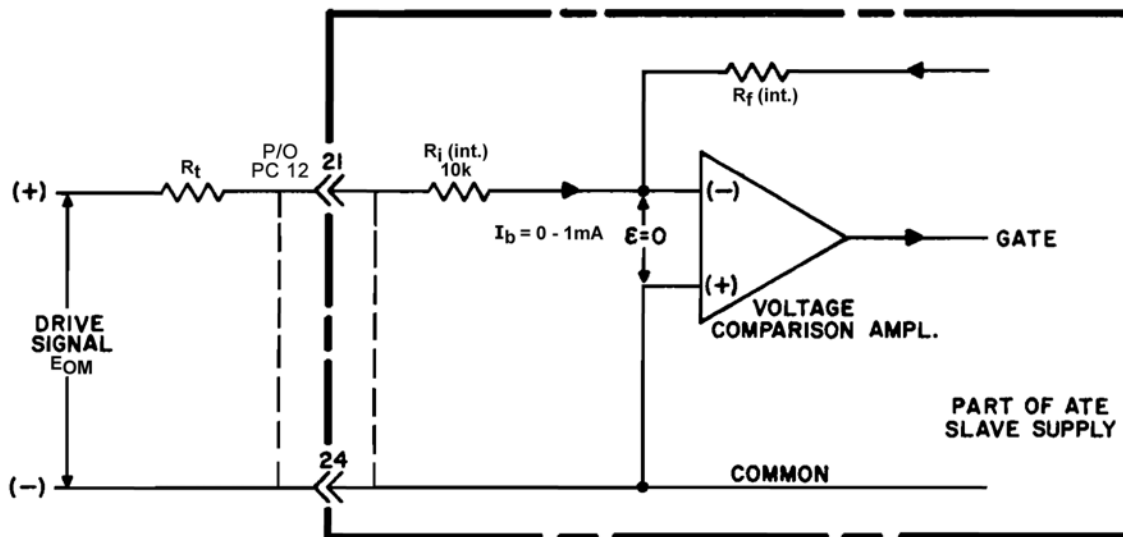 Rf (int.)
P/O
PC 12
21
Rt
Ri (int.)
10k
(+)
(–)
Ib = 0 - 1mA
ε=0
GATE
(+)
VOLTAGE
COMPARISON AMPL.
DRIVE
SIGNAL
EOM
PART OF ATE
SLAVE SUPPLY
24
COMMON
(–)